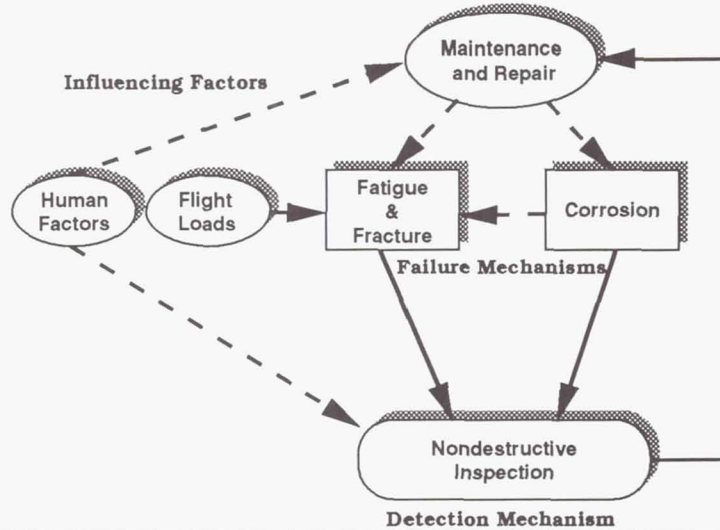 Maintenance
and Repair
Influencing Factors
Human
Factors
Flight
Loads
Fatigue
&
Fracture
Corrosion
Failure Mechanisms
Nondestructive
Inspection
Detection Mechanism